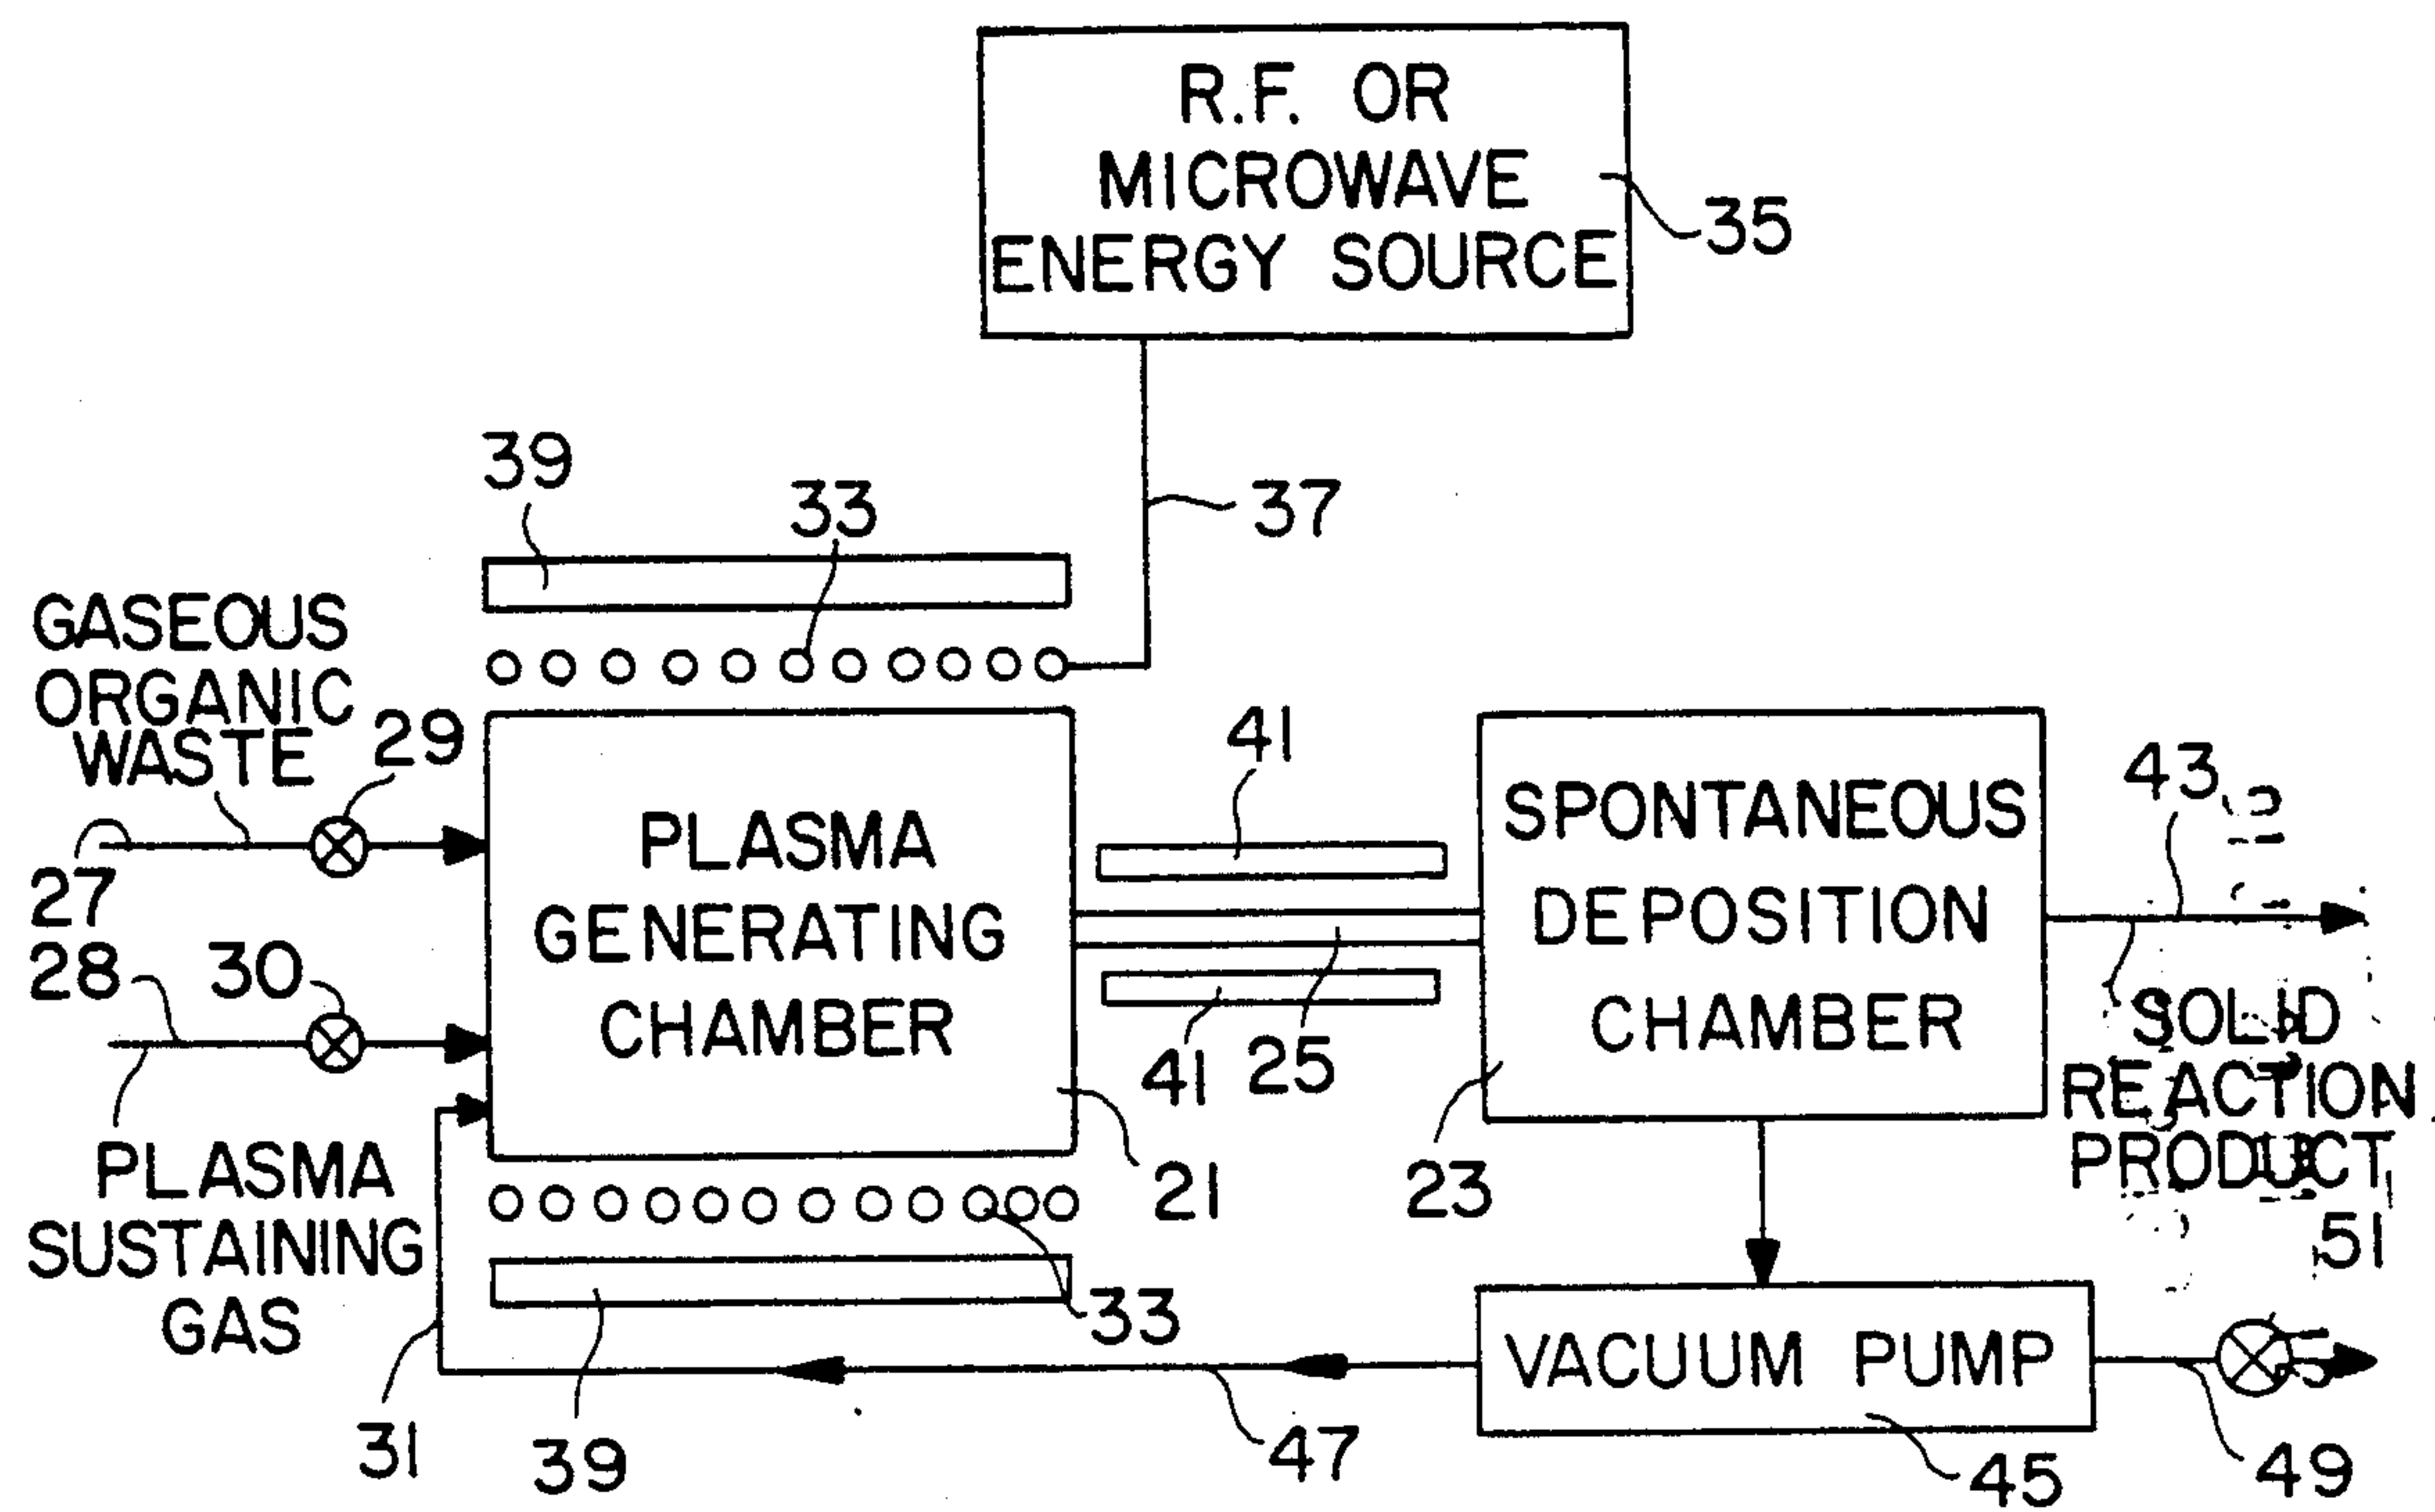 R.F. OR
MICROWAVE
ENERGY SOURCE
35
39
33
37
GASEOUS
ORGANIC
WASTE
29
27
28
30
PLASMA
GENERATING
CHAMBER
41
41
25
SPONTANEOUS
DEPOSITION
CHAMBER
43
SOLID
REACTION
PRODUCT
PLASMA
SUSTAINING
GAS
21
23
51
33
31
39
47
VACUUM PUMP
45
49